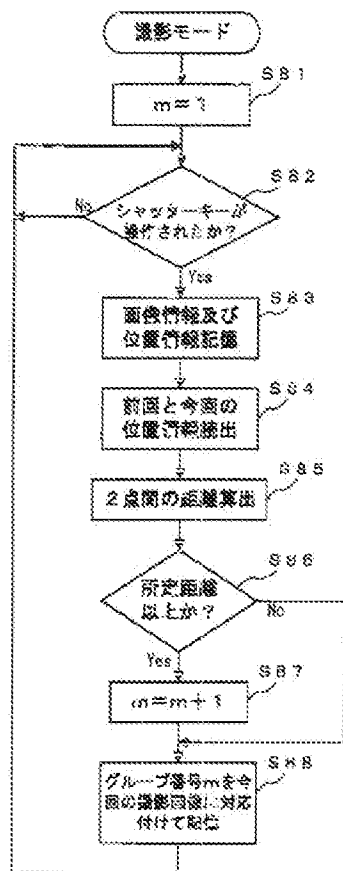 撮影モード
S81
m=1
S82
シャッターキーが
操作されたか?
No
Yes
S83
画像情報及び
位置情報記憶
S84
前回と今回の
位置情報読出
S85
2点間の距離算出
S86
所定距離
以上か?
No
Yes
S87
m=m+1
S88
グループ番号mを今
回の撮影画像に対応
付けて記憶